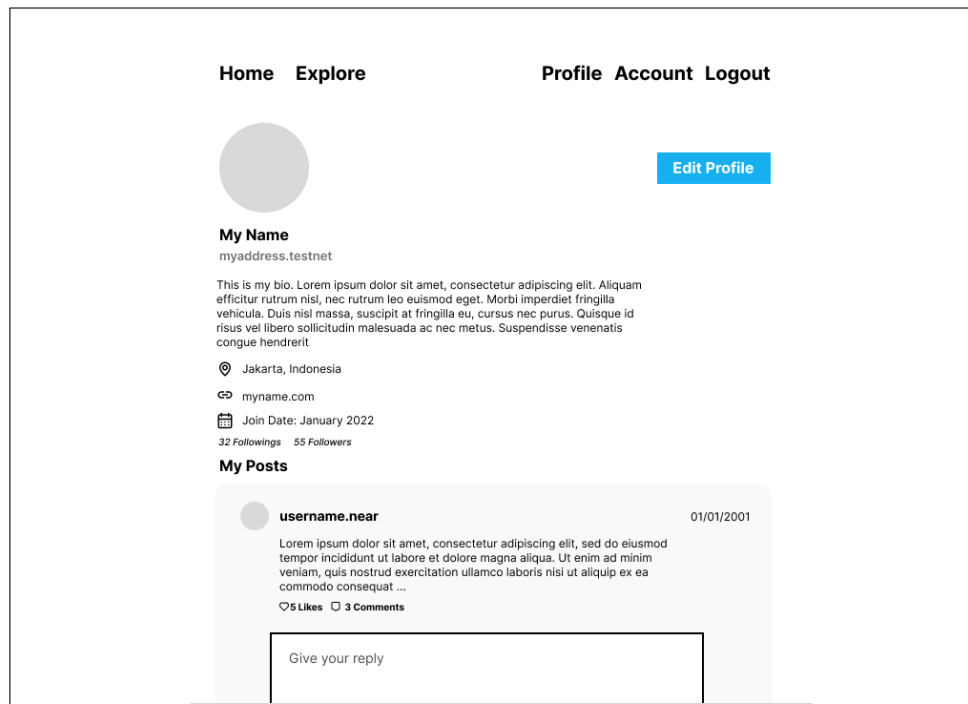 Home Explore Profile Account Logout
Edit Profile
My Name
myaddress.testnet
This is my bio. Lorem ipsum dolor sit amet, consectetur adipiscing elit. Aliquam
efficitur rutrum nisl, nec rutrum leo euismod eget. Morbi imperdiet fringilla
vehicula. Duis nisl massa, suscipit at fringilla eu, cursus nec purus. Quisque id
risus vel libero sollicitudin malesuada ac nec metus. Suspendisse venenatis
congue hendrerit
Jakarta, Indonesia
myname.com
Join Date: January 2022
32 Followings 55 Followers
My Posts
username.near 01/01/2001
Lorem ipsum dolor sit amet, consectetur adipiscing elit, sed do eiusmod
tempor incididunt ut labore et dolore magna aliqua. Ut enim ad minim
veniam, quis nostrud exercitation ullamco laboris nisi ut aliquip ex ea
commodo consequat ...
5 Likes 3 Comments
Give your reply